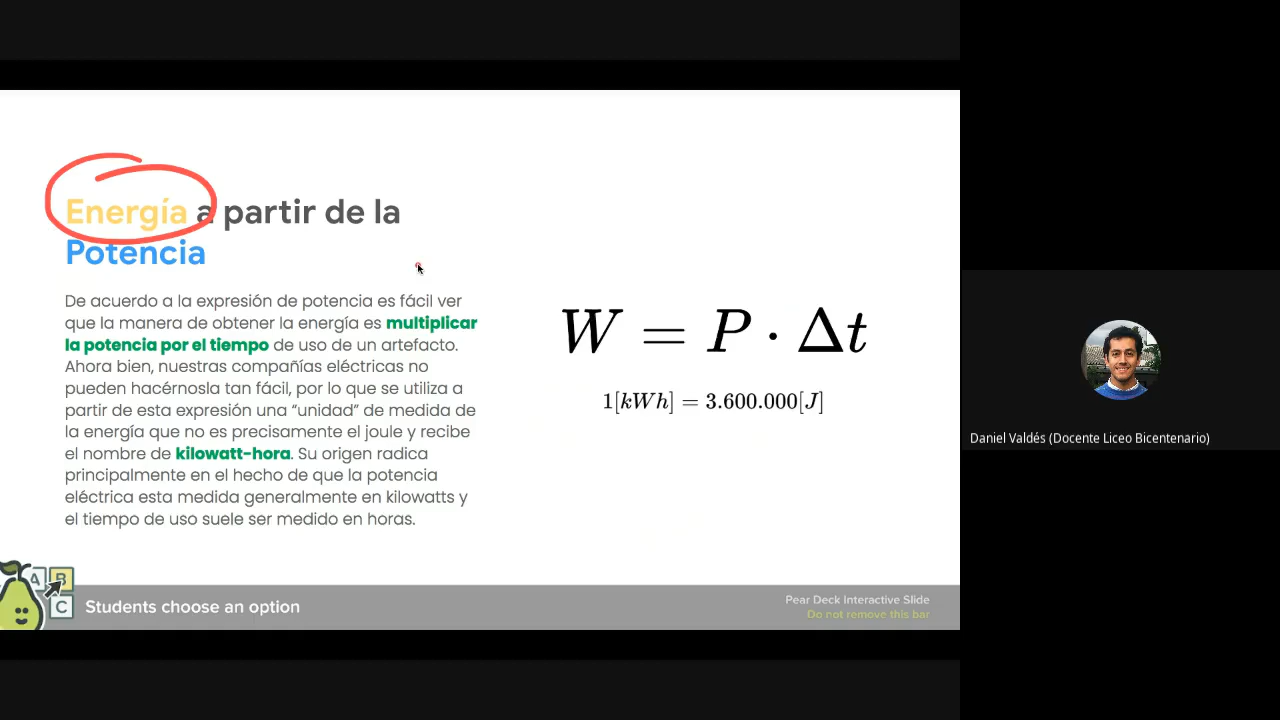 Energía a partir de la
Potencia
De acuerdo a la expresión de potencia es fácil ver
que la manera de obtener la energía es multiplicar
la potencia por el tiempo de uso de un artefacto.
Ahora bien, nuestras compañías eléctricas no
pueden hacérnosla tan fácil, por lo que se utiliza a
partir de esta expresión una “unidad” de medida de
la energía que no es precisamente el joule y recibe
el nombre de kilowatt-hora. Su origen radica
principalmente en el hecho de que la potencia
eléctrica esta medida generalmente en kilowatts y
el tiempo de uso suele ser medido en horas.
W = P · Δt
1[kWh] = 3.600.000[J]
Daniel Valdés (Docente Liceo Bicentenario)
A B
C
Students choose an option
Pear Deck Interactive Slide
Do not remove this bar